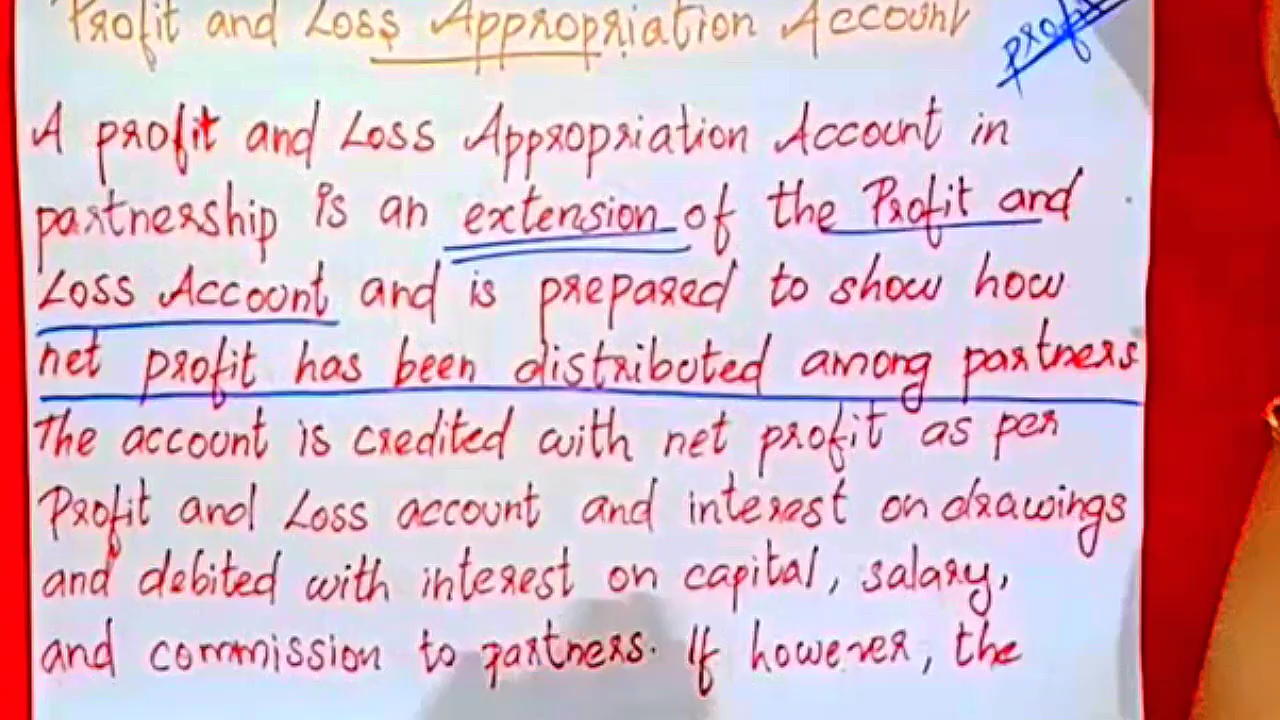 Profit and Loss Appropriation Account
profit
A profit and Loss Appropriation Account in
partnership is an extension of the Profit and
Loss Account and is prepared to show how
net profit has been distributed among partners
The account is credited with net profit as per
Profit and Loss account and interest on drawings
and debited with interest on capital, salary,
and commission to partners. If however, the